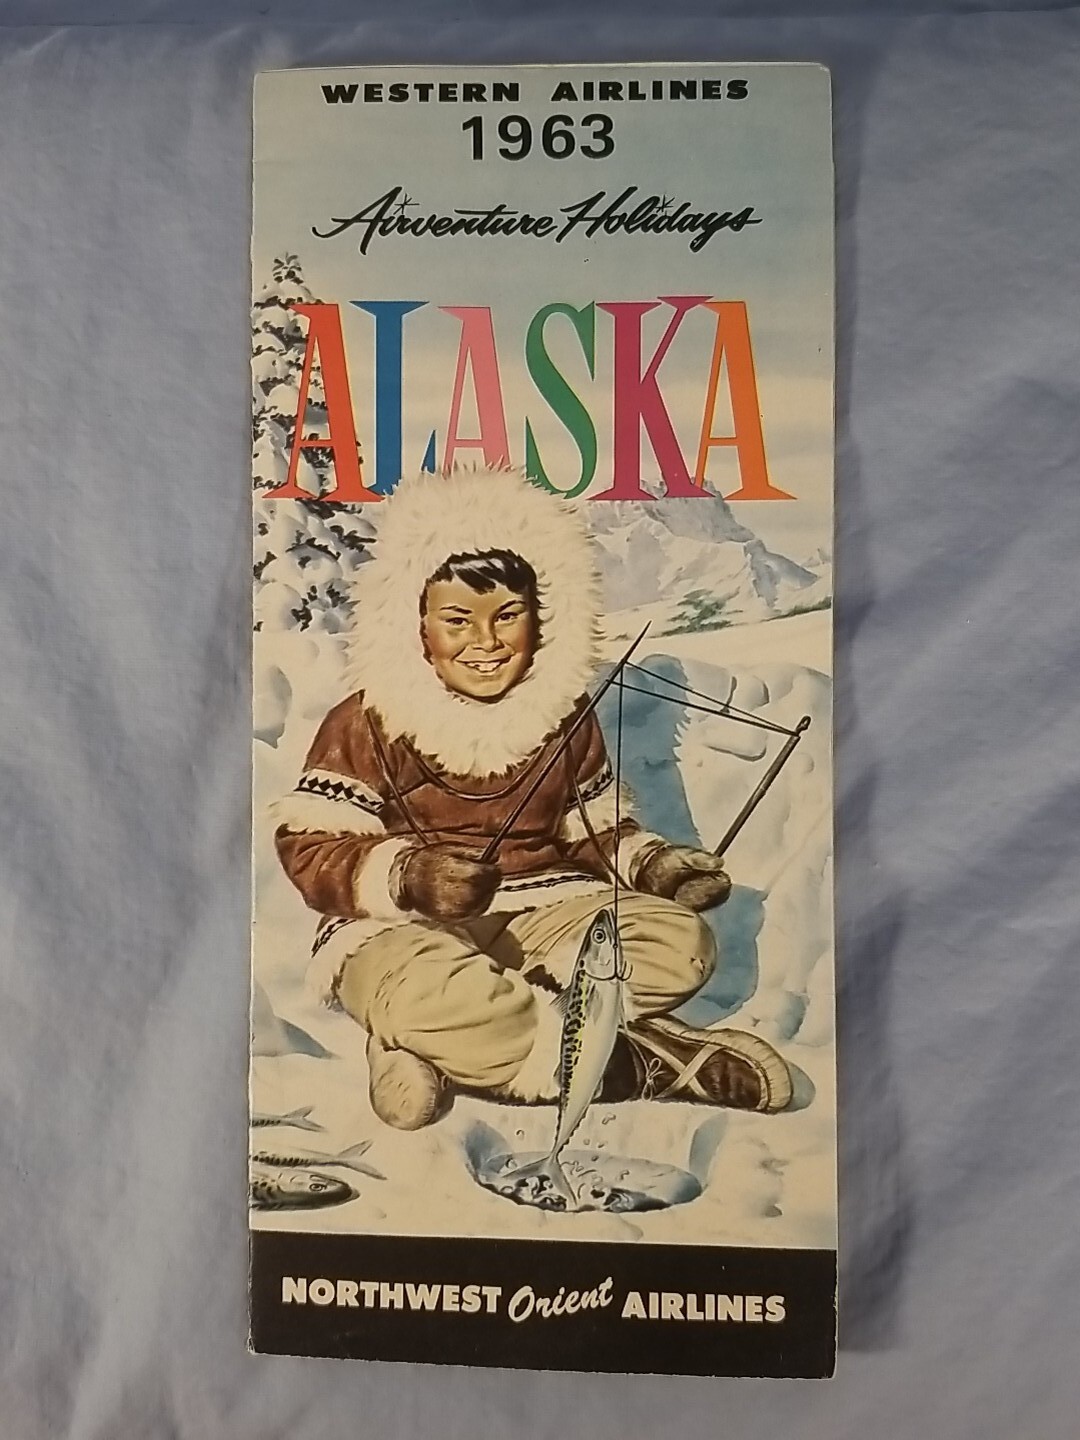 WESTERN AIRLINES
1963
Airventure Holidays
ALASKA
NORTHWEST Orient AIRLINES